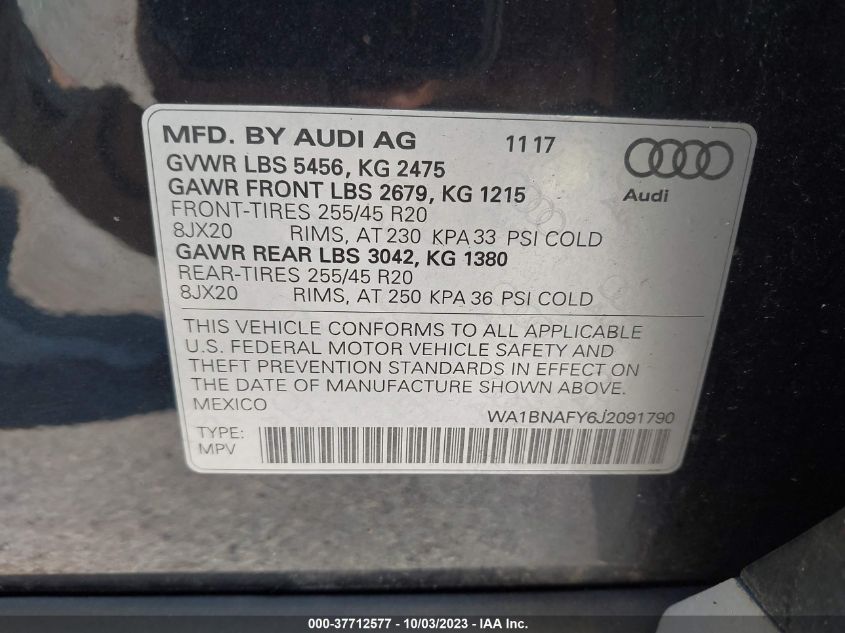 MFD. BY AUDI AG 11 17
GVWR LBS 5456, KG 2475
GAWR FRONT LBS 2679, KG 1215
Audi
FRONT-TIRES 255/45 R20
8JX20 RIMS, AT 230 KPA 33 PSI COLD
GAWR REAR LBS 3042, KG 1380
REAR-TIRES 255/45 R20
8JX20 RIMS, AT 250 KPA 36 PSI COLD
THIS VEHICLE CONFORMS TO ALL APPLICABLE
U.S. FEDERAL MOTOR VEHICLE SAFETY AND
THEFT PREVENTION STANDARDS IN EFFECT ON
THE DATE OF MANUFACTURE SHOWN ABOVE.
MEXICO
WA1BNAFY6J2091790
TYPE:
MPV
000-37712577 - 10/03/2023 - © IAA Inc.